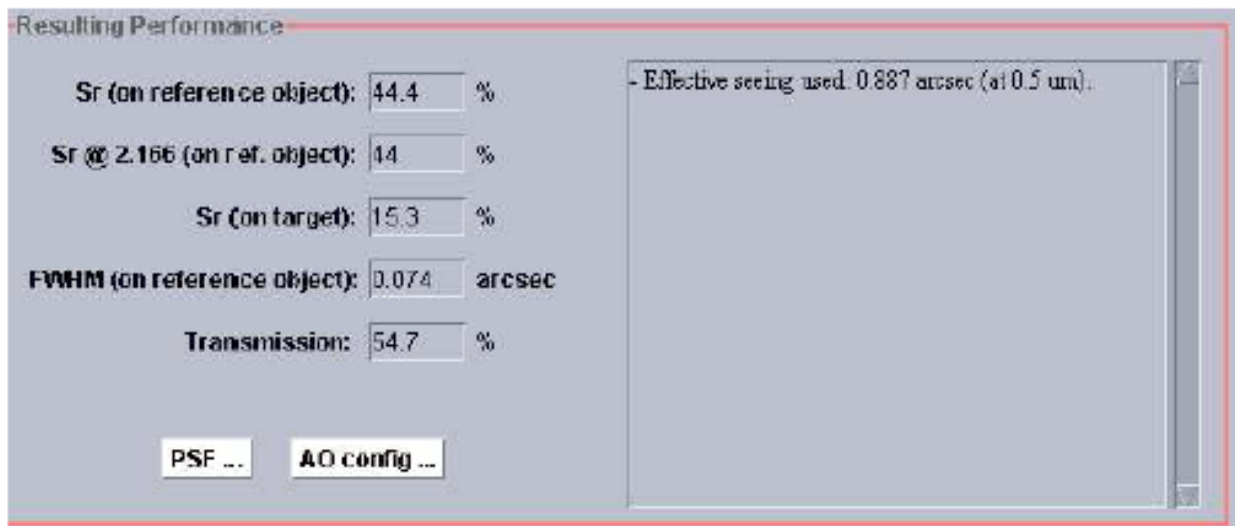 Resulting Performance
Sr (on reference object): 44.4 %
Sr @ 2.166 (on ref. object): 44 %
Sr (on target): 15.3 %
FWHM (on reference object): 0.074 arcsec
Transmission: 54.7 %
PSF ... AO config ...
- Effective seeing used: 0.887 arcsec (at 0.5 um).